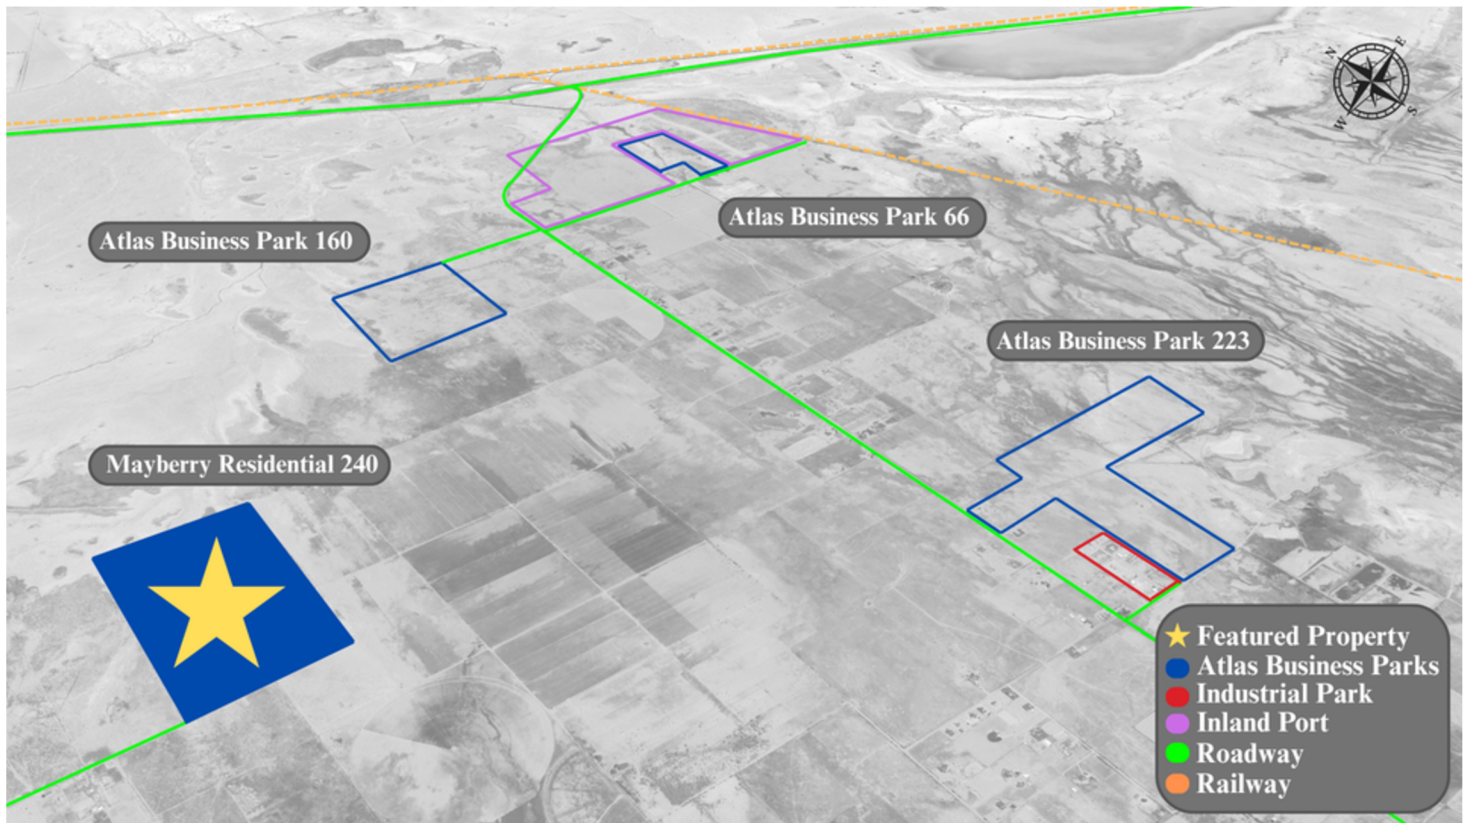 N
E
W
S
Atlas Business Park 66
Atlas Business Park 160
Atlas Business Park 223
Mayberry Residential 240
Featured Property
Atlas Business Parks
Industrial Park
Inland Port
Roadway
Railway